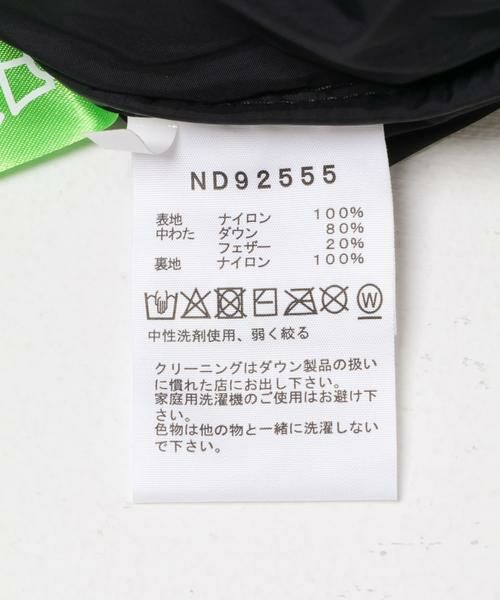 ND92555
表地 ナイロン 100%
中わた ダウン 80%
フェザー 20%
裏地 ナイロン 100%
W
中性洗剤使用、弱く絞る
クリーニングはダウン製品の扱い
に慣れた店にお出し下さい。
家庭用洗濯機のご使用はお避け下
さい。
色物は他の物と一緒に洗濯しない
で下さい。